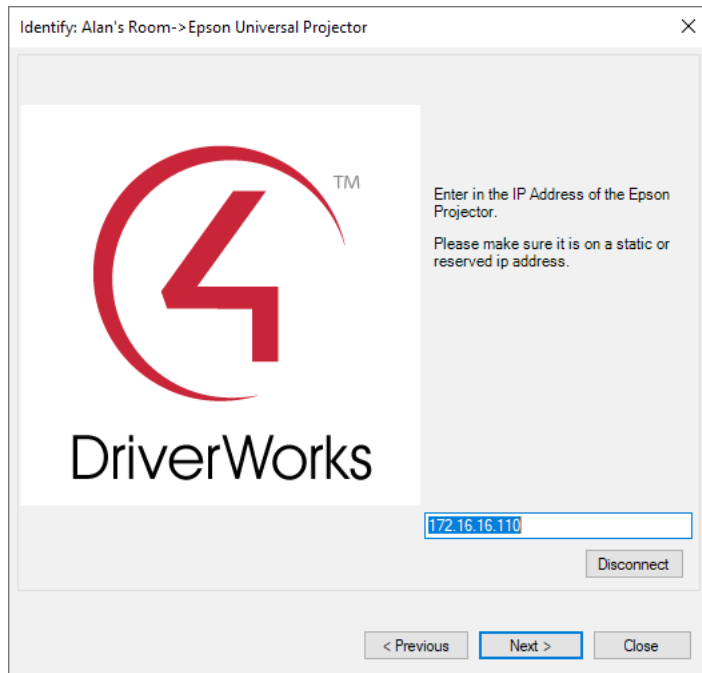 Identify: Alan's Room->Epson Universal Projector
TM
4
DriverWorks
Enter in the IP Address of the Epson
Projector.
Please make sure it is on a static or
reserved ip address.
172.16.16.110
Disconnect
< Previous
Next >
Close